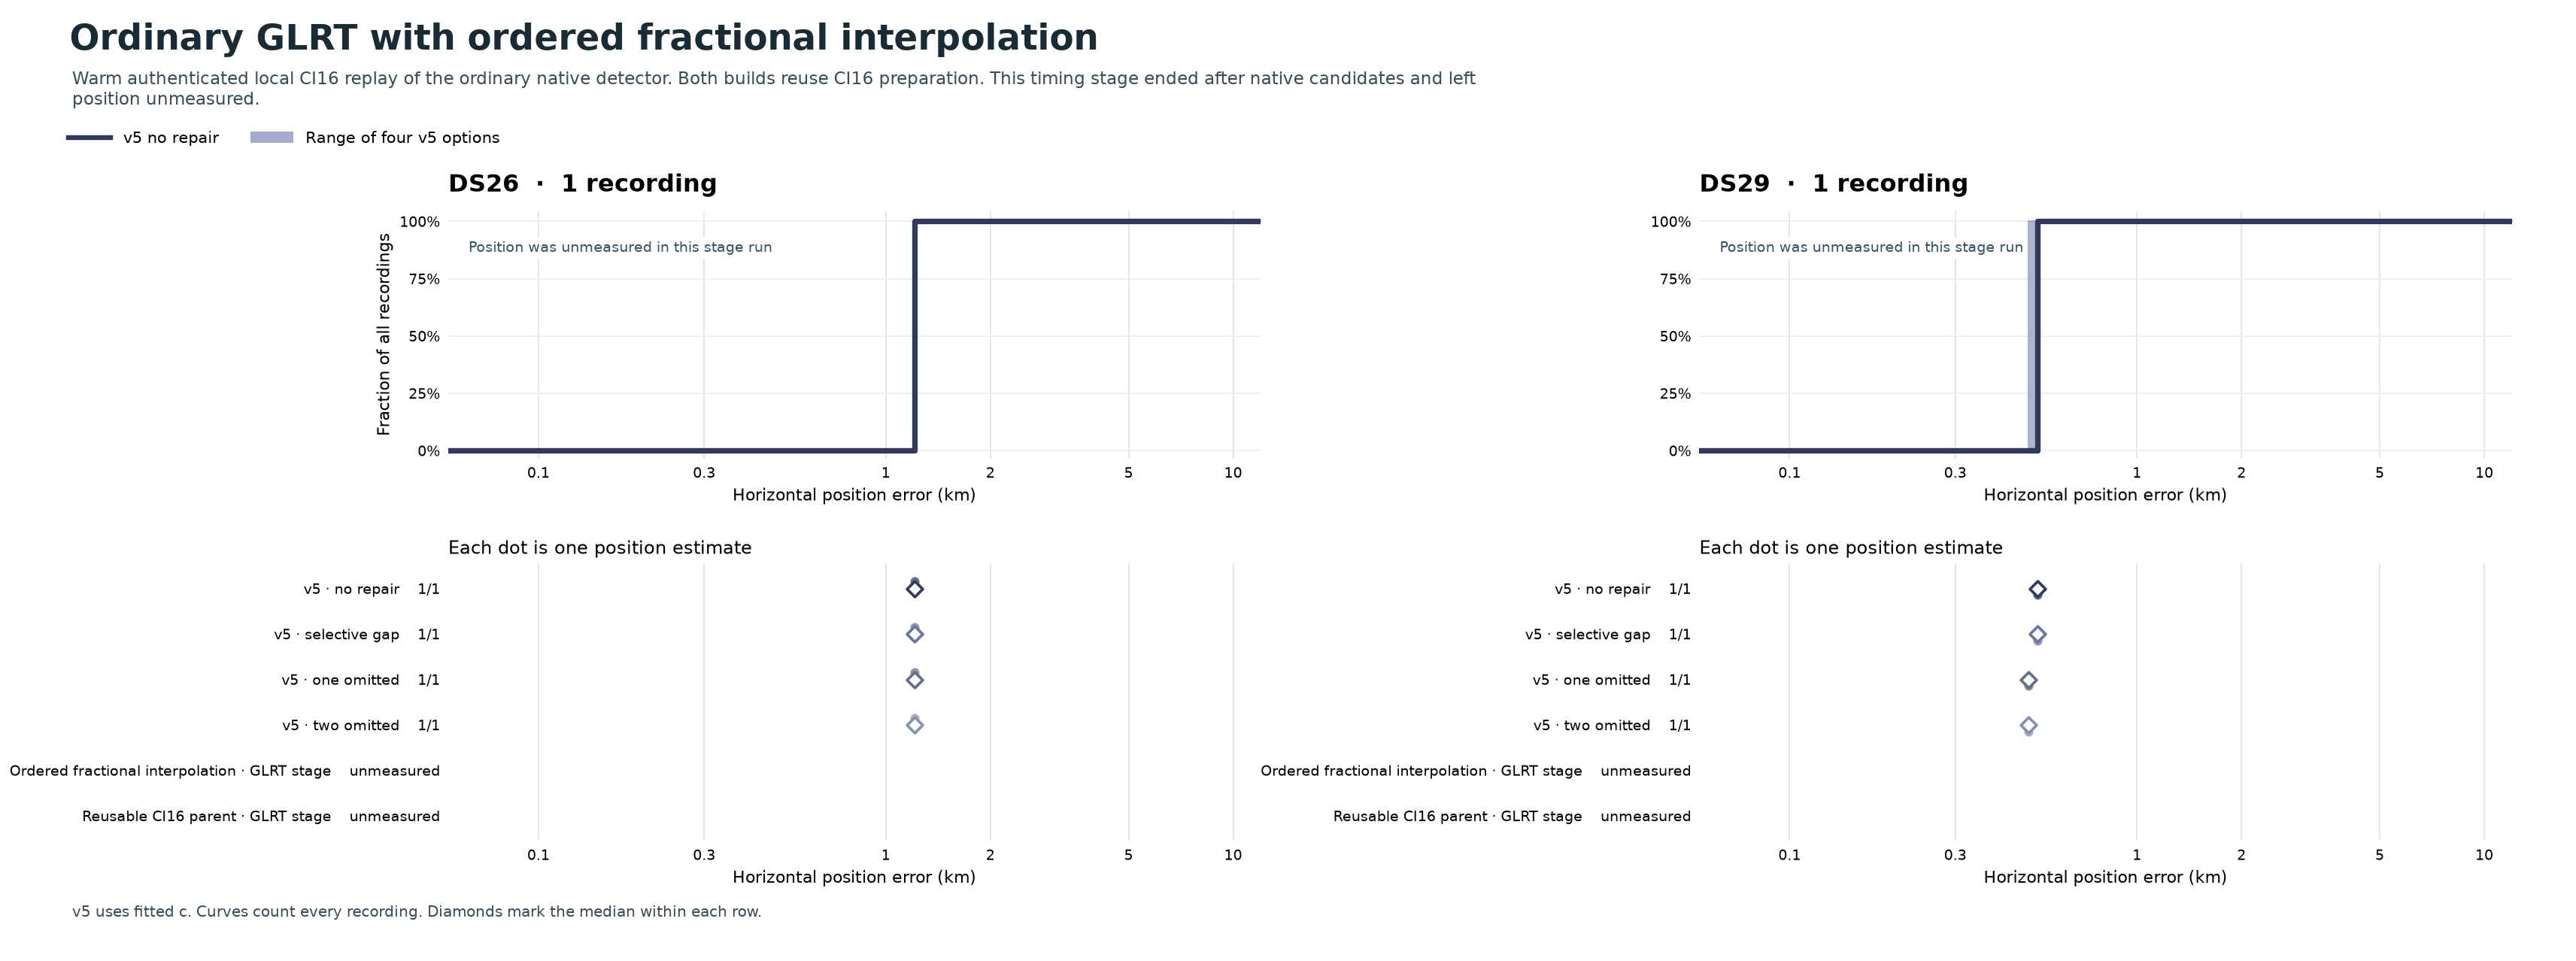 Ordinary GLRT with ordered fractional interpolation
Warm authenticated local CI16 replay of the ordinary native detector. Both builds reuse CI16 preparation. This timing stage ended after native candidates and left
position unmeasured.
v5 no repair
Range of four v5 options
DS26 · 1 recording
Fraction of all recordings
100%
75%
50%
25%
0%
Position was unmeasured in this stage run
0.1 0.3 1 2 5 10
Horizontal position error (km)
DS29 · 1 recording
100%
75%
50%
25%
0%
Position was unmeasured in this stage run
0.1 0.3 1 2 5 10
Horizontal position error (km)
Each dot is one position estimate
v5 · no repair 1/1
v5 · selective gap 1/1
v5 · one omitted 1/1
v5 · two omitted 1/1
Ordered fractional interpolation · GLRT stage unmeasured
Reusable CI16 parent · GLRT stage unmeasured
0.1 0.3 1 2 5 10
Horizontal position error (km)
Each dot is one position estimate
v5 · no repair 1/1
v5 · selective gap 1/1
v5 · one omitted 1/1
v5 · two omitted 1/1
Ordered fractional interpolation · GLRT stage unmeasured
Reusable CI16 parent · GLRT stage unmeasured
0.1 0.3 1 2 5 10
Horizontal position error (km)
v5 uses fitted c. Curves count every recording. Diamonds mark the median within each row.